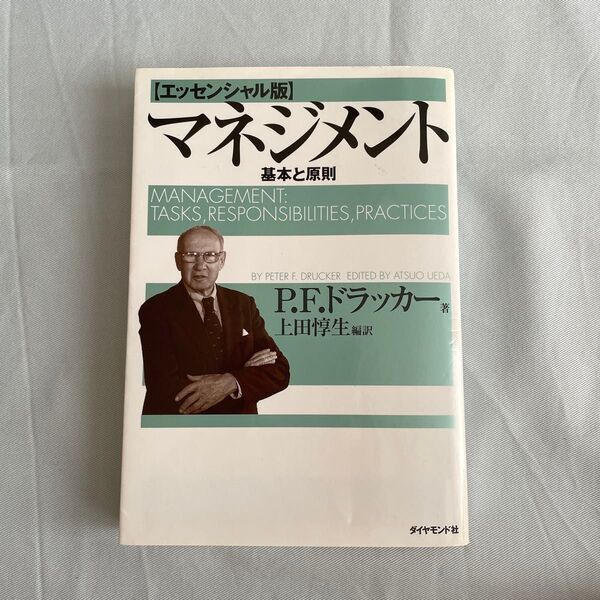 【エッセンシャル版】
マネジメント
基本と原則
MANAGEMENT:
TASKS, RESPONSIBILITIES, PRACTICES
BY PETER F. DRUCKER EDITED BY ATSUO UEDA
P.F.ドラッカー 著
上田惇生 編訳
ダイヤモンド社